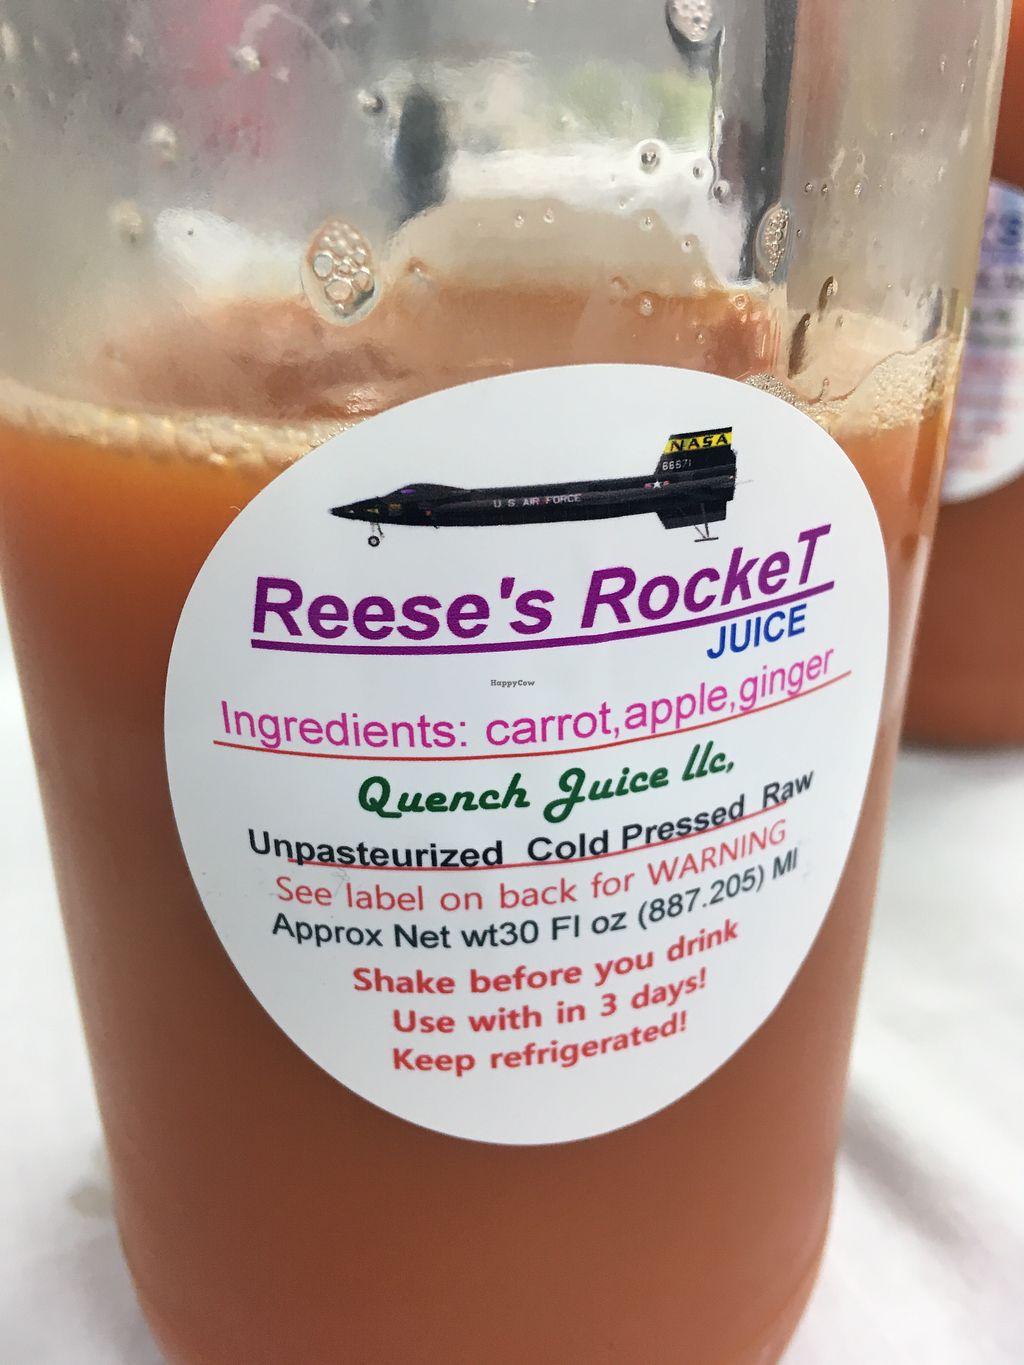 NASA
66671
U.S. AIR FORCE
Reese's RockeT
JUICE
HappyCow
Ingredients: carrot,apple,ginger
Quench Juice llc,
Unpasteurized Cold Pressed Raw
See label on back for WARNING
Approx Net wt30 Fl oz (887.205) Ml
Shake before you drink
Use with in 3 days!
Keep refrigerated!